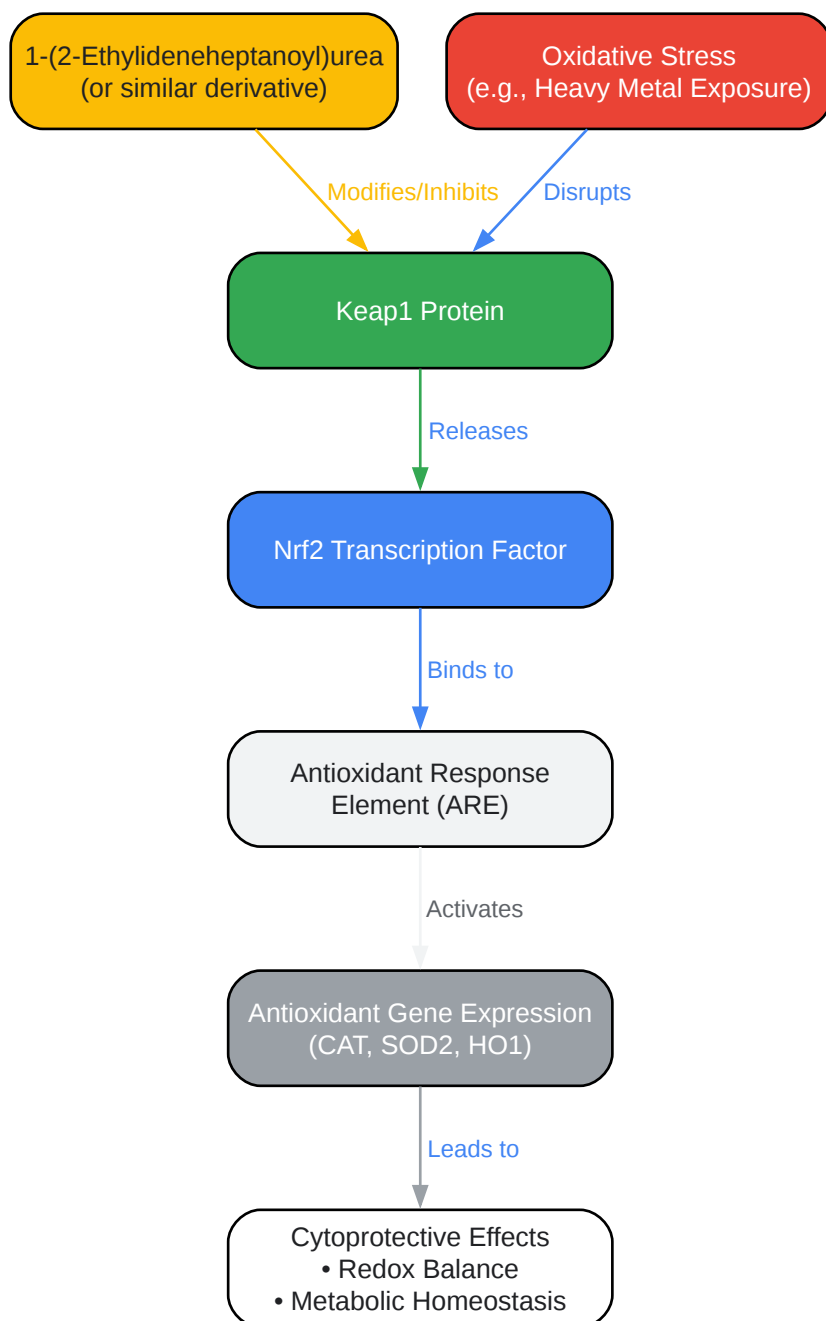 1-(2-Ethylideneheptanoyl)urea
(or similar derivative)
Oxidative Stress
(e.g., Heavy Metal Exposure)
Modifies/Inhibits
Disrupts
Keap1 Protein
Releases
Nrf2 Transcription Factor
Binds to
Antioxidant Response
Element (ARE)
Activates
Antioxidant Gene Expression
(CAT, SOD2, HO1)
Leads to
Cytoprotective Effects
• Redox Balance
• Metabolic Homeostasis